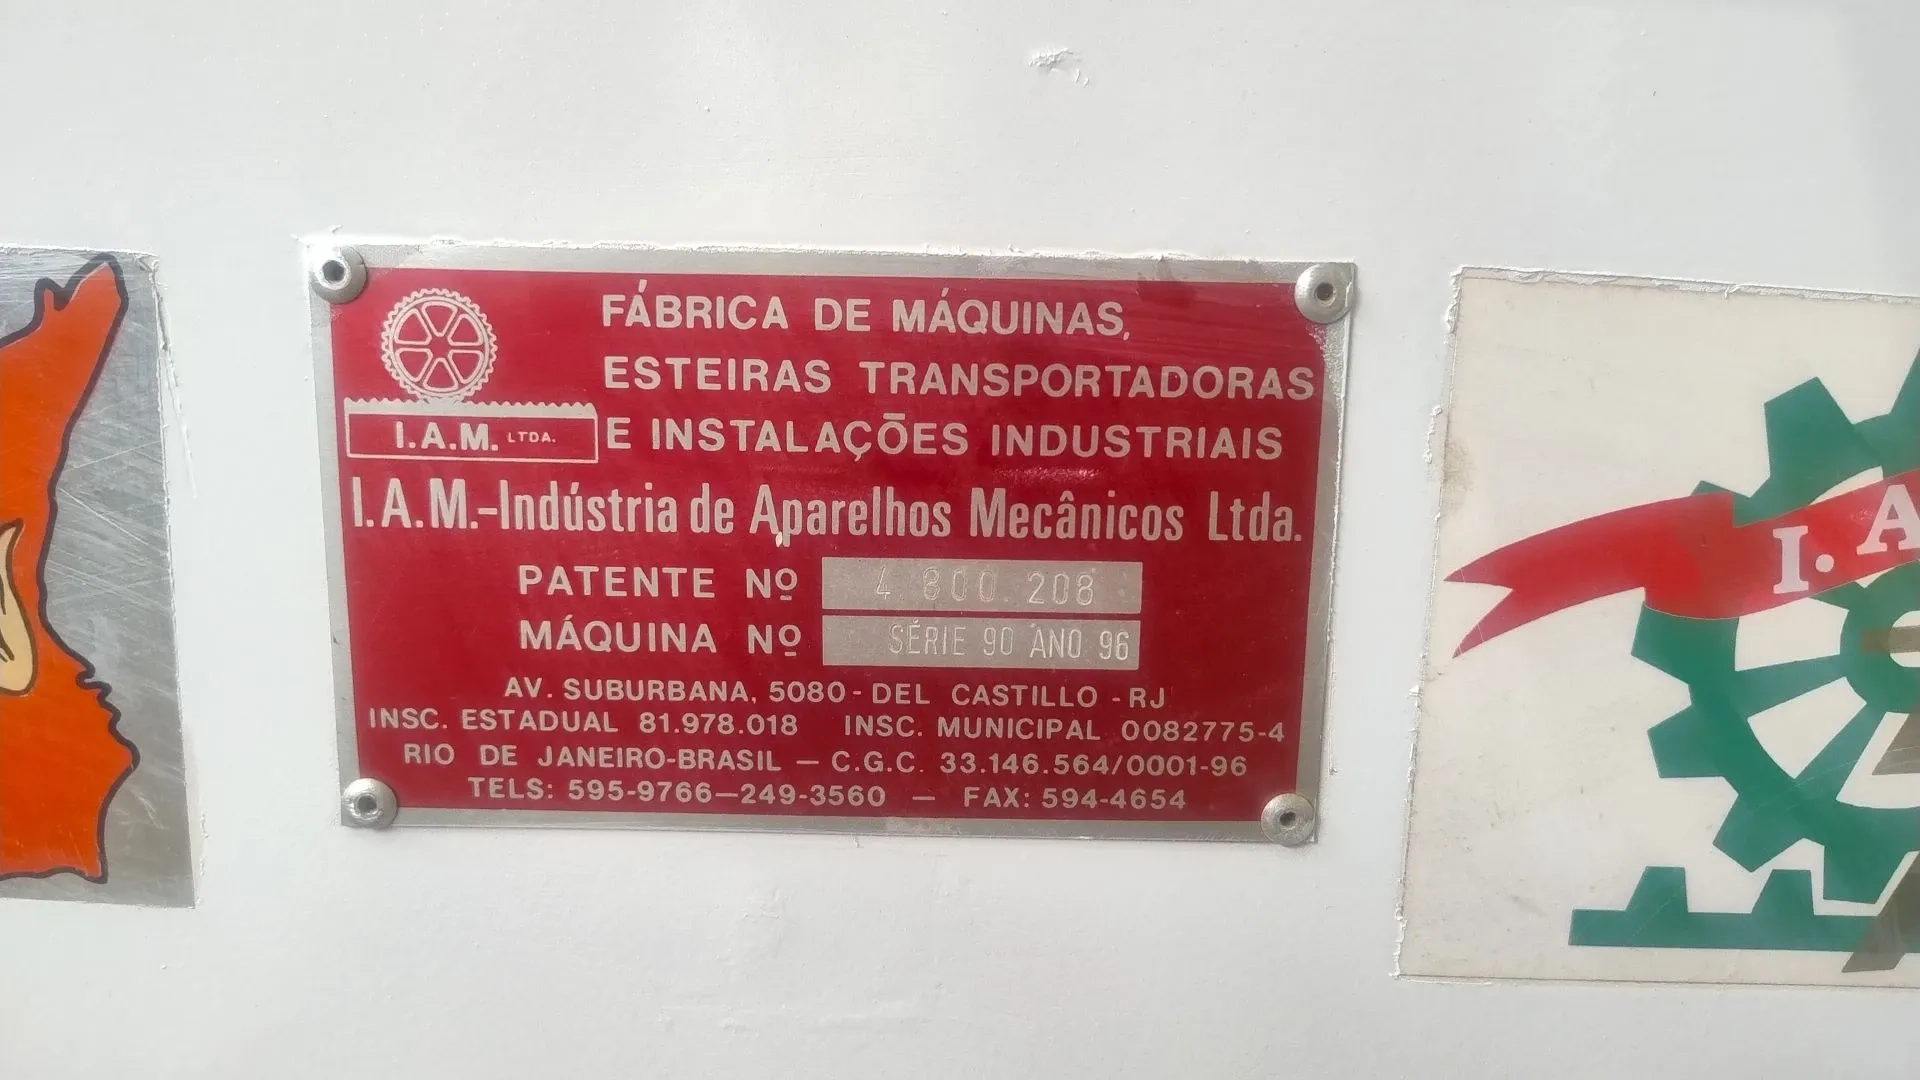 FÁBRICA DE MÁQUINAS,
ESTEIRAS TRANSPORTADORAS
E INSTALAÇÕES INDUSTRIAIS
I.A.M. LTDA.
I.A.M.-Indústria de Aparelhos Mecânicos Ltda.
PATENTE Nº 4.800.208
MÁQUINA Nº SÉRIE 90 ANO 96
AV. SUBURBANA, 5080 - DEL CASTILLO - RJ
INSC. ESTADUAL 81.978.018 INSC. MUNICIPAL 0082775-4
RIO DE JANEIRO-BRASIL — C.G.C. 33.146.564/0001-96
TELS: 595-9766—249-3560 — FAX: 594-4654
I. A